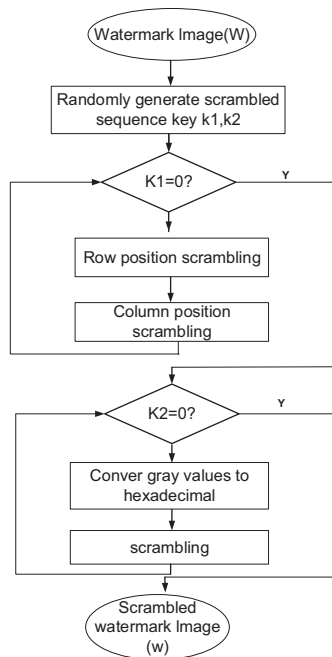 Watermark Image(W)
Randomly generate scrambled
sequence key k1,k2
K1=0?
Y
Row position scrambling
Column position
scrambling
K2=0?
Y
Conver gray values to
hexadecimal
scrambling
Scrambled
watermark Image
(w)